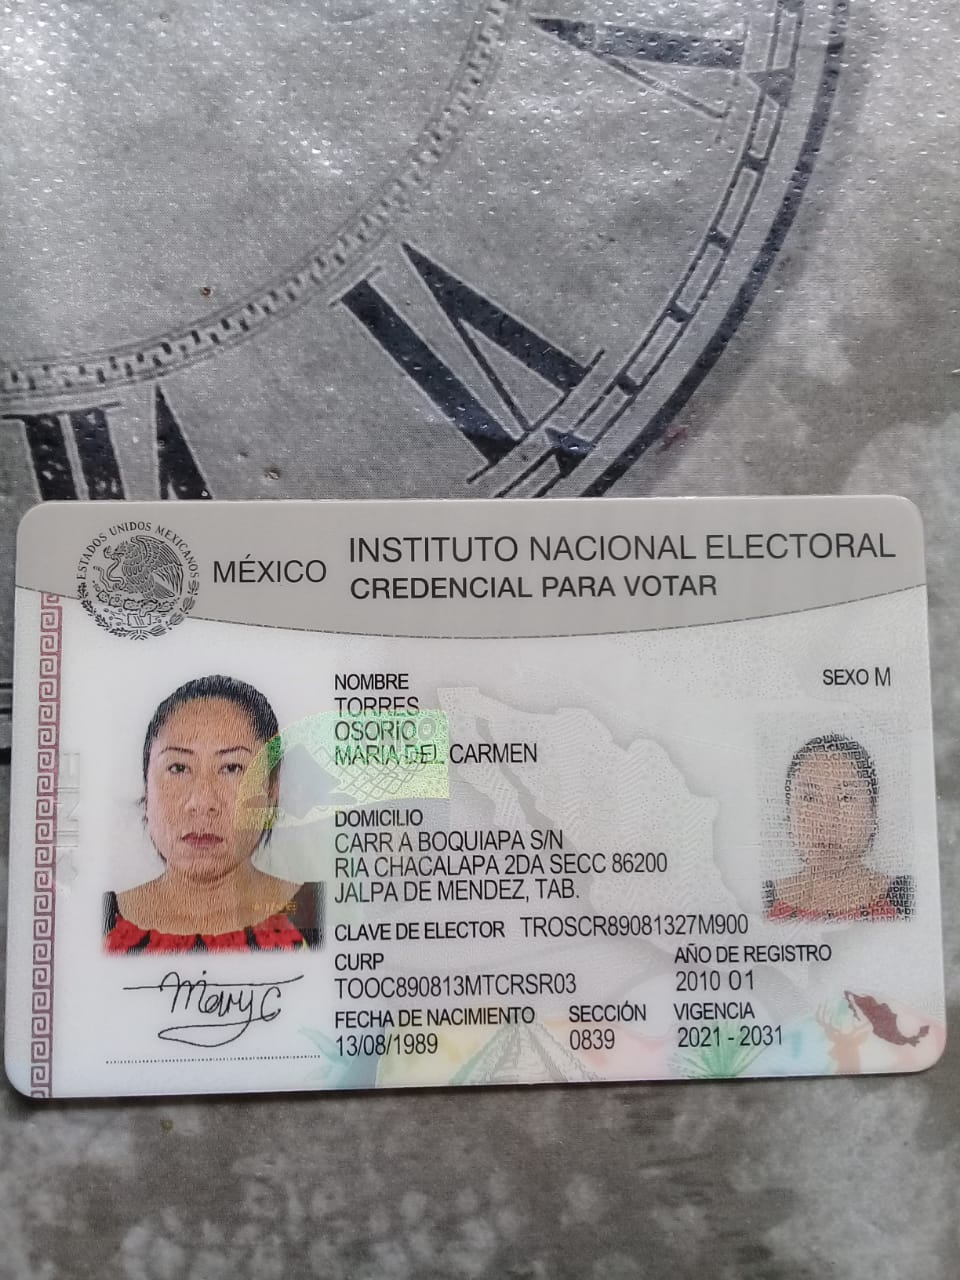 ESTADOS UNIDOS MEXICANOS
MÉXICO
INSTITUTO NACIONAL ELECTORAL
CREDENCIAL PARA VOTAR
NOMBRE
TORRES
OSORIO
MARIA DEL CARMEN
SEXO M
DOMICILIO
CARR A BOQUIAPA S/N
RIA CHACALAPA 2DA SECC 86200
JALPA DE MENDEZ, TAB.
CLAVE DE ELECTOR TROSCR89081327M900
CURP
TOOC890813MTCRSR03
AÑO DE REGISTRO
2010 01
FECHA DE NACIMIENTO
13/08/1989
SECCIÓN
0839
VIGENCIA
2021 - 2031
INE